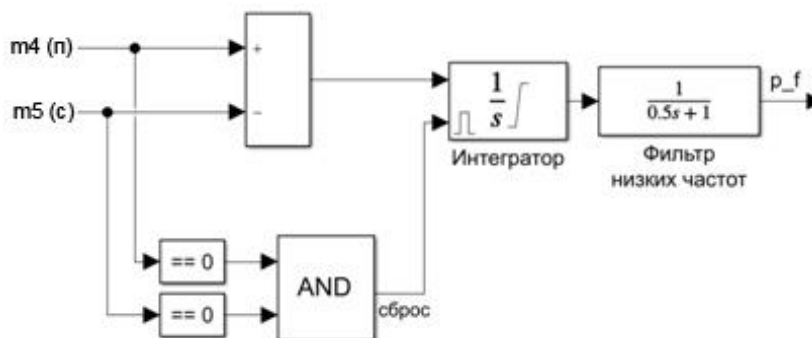 m4 (п)
m5 (с)
+
−
1
s
Интегратор
1
0.5s + 1
Фильтр
низких частот
p_f
== 0
== 0
AND
сброс